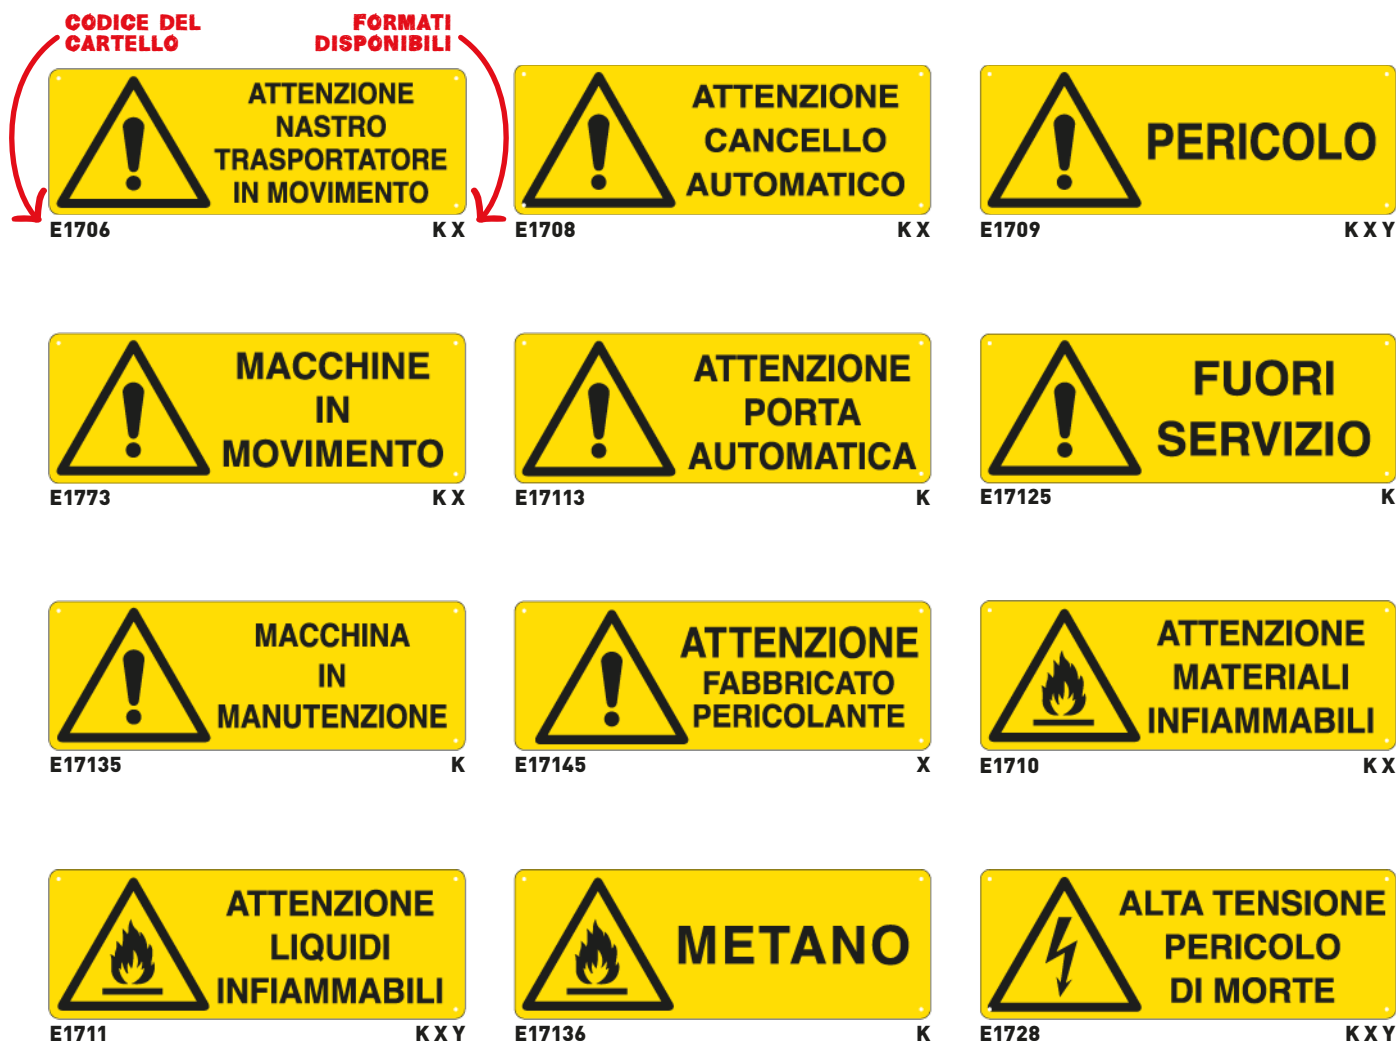 CODICE DEL
CARTELLO
FORMATI
DISPONIBILI
ATTENZIONE
NASTRO
TRASPORTATORE
IN MOVIMENTO
E1706 K X
ATTENZIONE
CANCELLO
AUTOMATICO
E1708 K X
PERICOLO
E1709 K X Y
MACCHINE
IN
MOVIMENTO
E1773 K X
ATTENZIONE
PORTA
AUTOMATICA
E17113 K
FUORI
SERVIZIO
E17125 K
MACCHINA
IN
MANUTENZIONE
E17135 K
ATTENZIONE
FABBRICATO
PERICOLANTE
E17145 X
ATTENZIONE
MATERIALI
INFIAMMABILI
E1710 K X
ATTENZIONE
LIQUIDI
INFIAMMABILI
E1711 K X Y
METANO
E17136 K
ALTA TENSIONE
PERICOLO
DI MORTE
E1728 K X Y